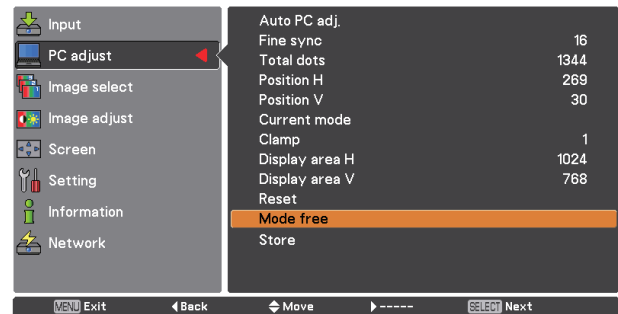 Input
PC adjust
Image select
Image adjust
Screen
Setting
Information
Network
Auto PC adj.
Fine sync 16
Total dots 1344
Position H 269
Position V 30
Current mode
Clamp 1
Display area H 1024
Display area V 768
Reset
Mode free
Store
MENU Exit Back Move ----- SELECT Next